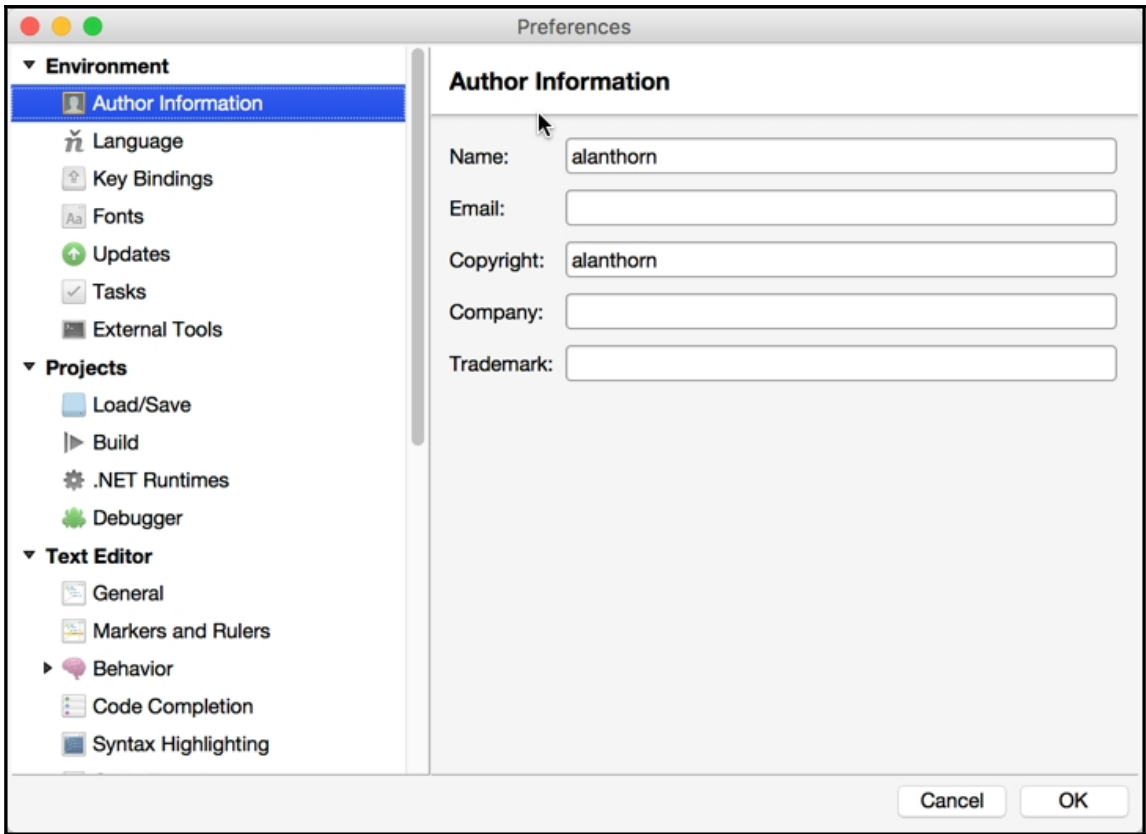 Preferences
Environment
Author Information
Language
Key Bindings
Fonts
Updates
Tasks
External Tools
Projects
Load/Save
Build
.NET Runtimes
Debugger
Text Editor
General
Markers and Rulers
Behavior
Code Completion
Syntax Highlighting
Author Information
Name: alanthorn
Email:
Copyright: alanthorn
Company:
Trademark:
Cancel OK